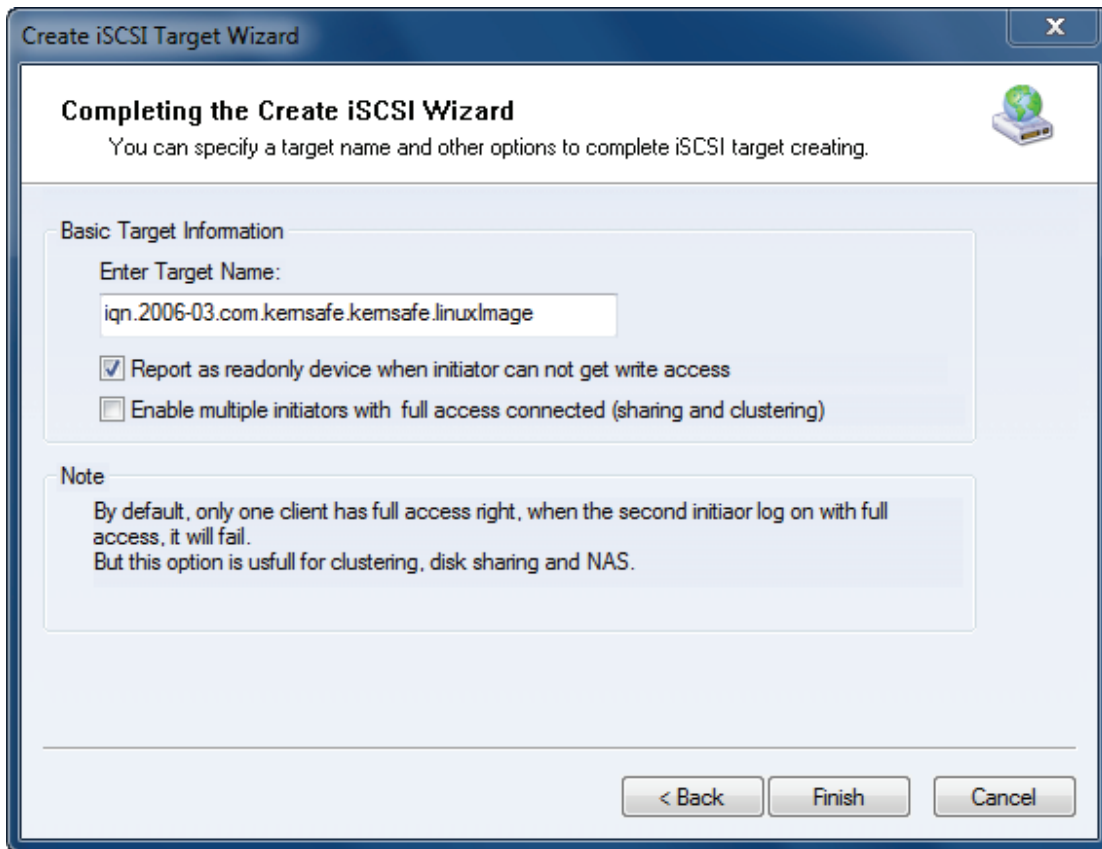 Create iSCSI Target Wizard
X
Completing the Create iSCSI Wizard
You can specify a target name and other options to complete iSCSI target creating.
Basic Target Information
Enter Target Name:
iqn.2006-03.com.kernsafe.kernsafe.linuxImage
Report as readonly device when initiator can not get write access
Enable multiple initiators with full access connected (sharing and clustering)
Note
By default, only one client has full access right, when the second initiaor log on with full
access, it will fail.
But this option is usfull for clustering, disk sharing and NAS.
< Back
Finish
Cancel